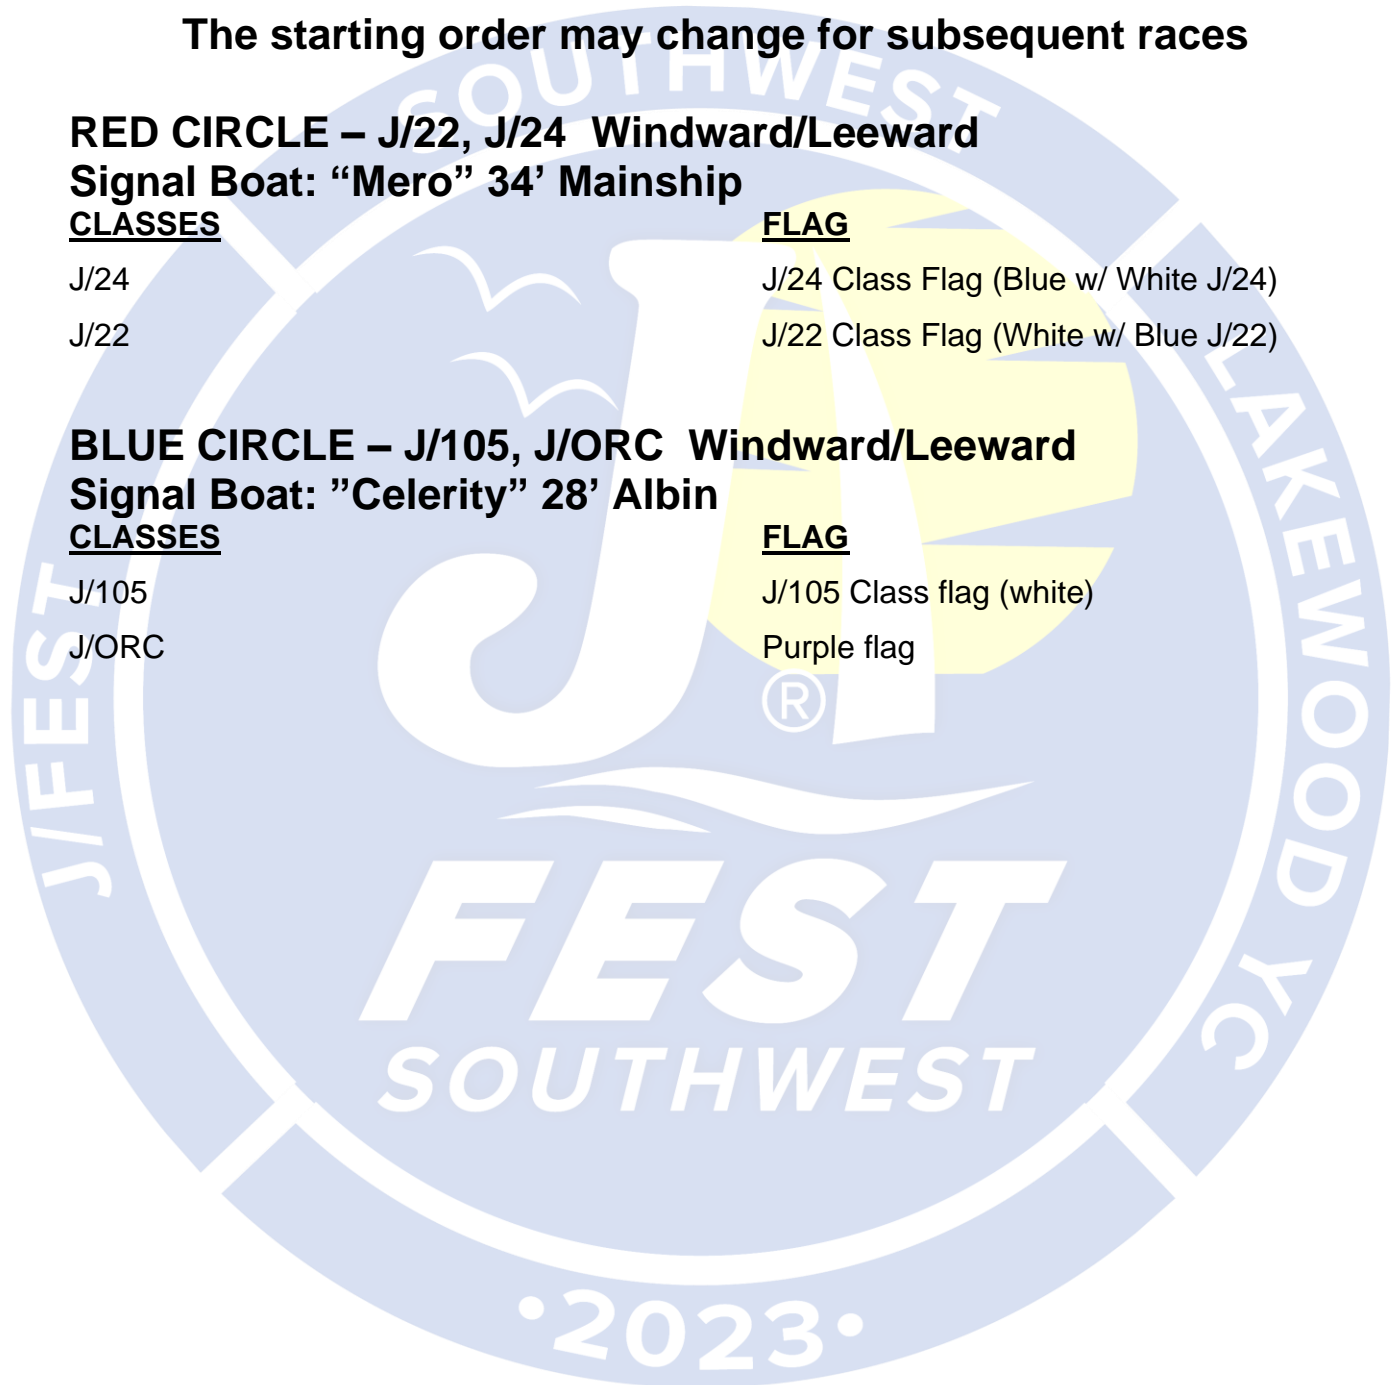 The starting order may change for subsequent races
RED CIRCLE – J/22, J/24 Windward/Leeward
Signal Boat: “Mero” 34’ Mainship
CLASSES FLAG
J/24 J/24 Class Flag (Blue w/ White J/24)
J/22 J/22 Class Flag (White w/ Blue J/22)
BLUE CIRCLE – J/105, J/ORC Windward/Leeward
Signal Boat: ”Celerity” 28’ Albin
CLASSES FLAG
J/105 J/105 Class flag (white)
J/ORC Purple flag
J/FEST
SOUTHWEST
LAKEWOOD YC
J
®
FEST
SOUTHWEST
•2023•